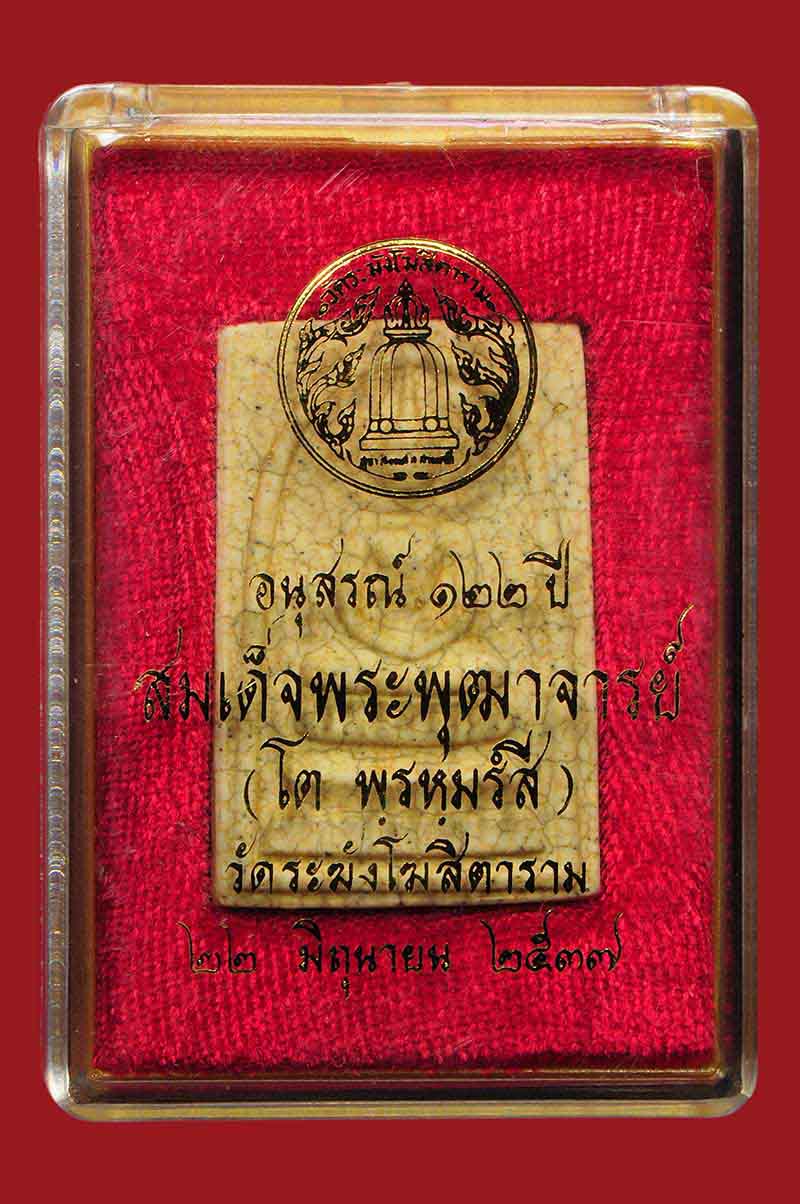 วัดระฆังโฆสิตาราม
อนุสรณ์ ๑๒๒ ปี
สมเด็จพระพุฒาจารย์
(โต พฺรหฺมรํสี)
วัดระฆังโฆสิตาราม
๒๒ มิถุนายน ๒๕๓๗